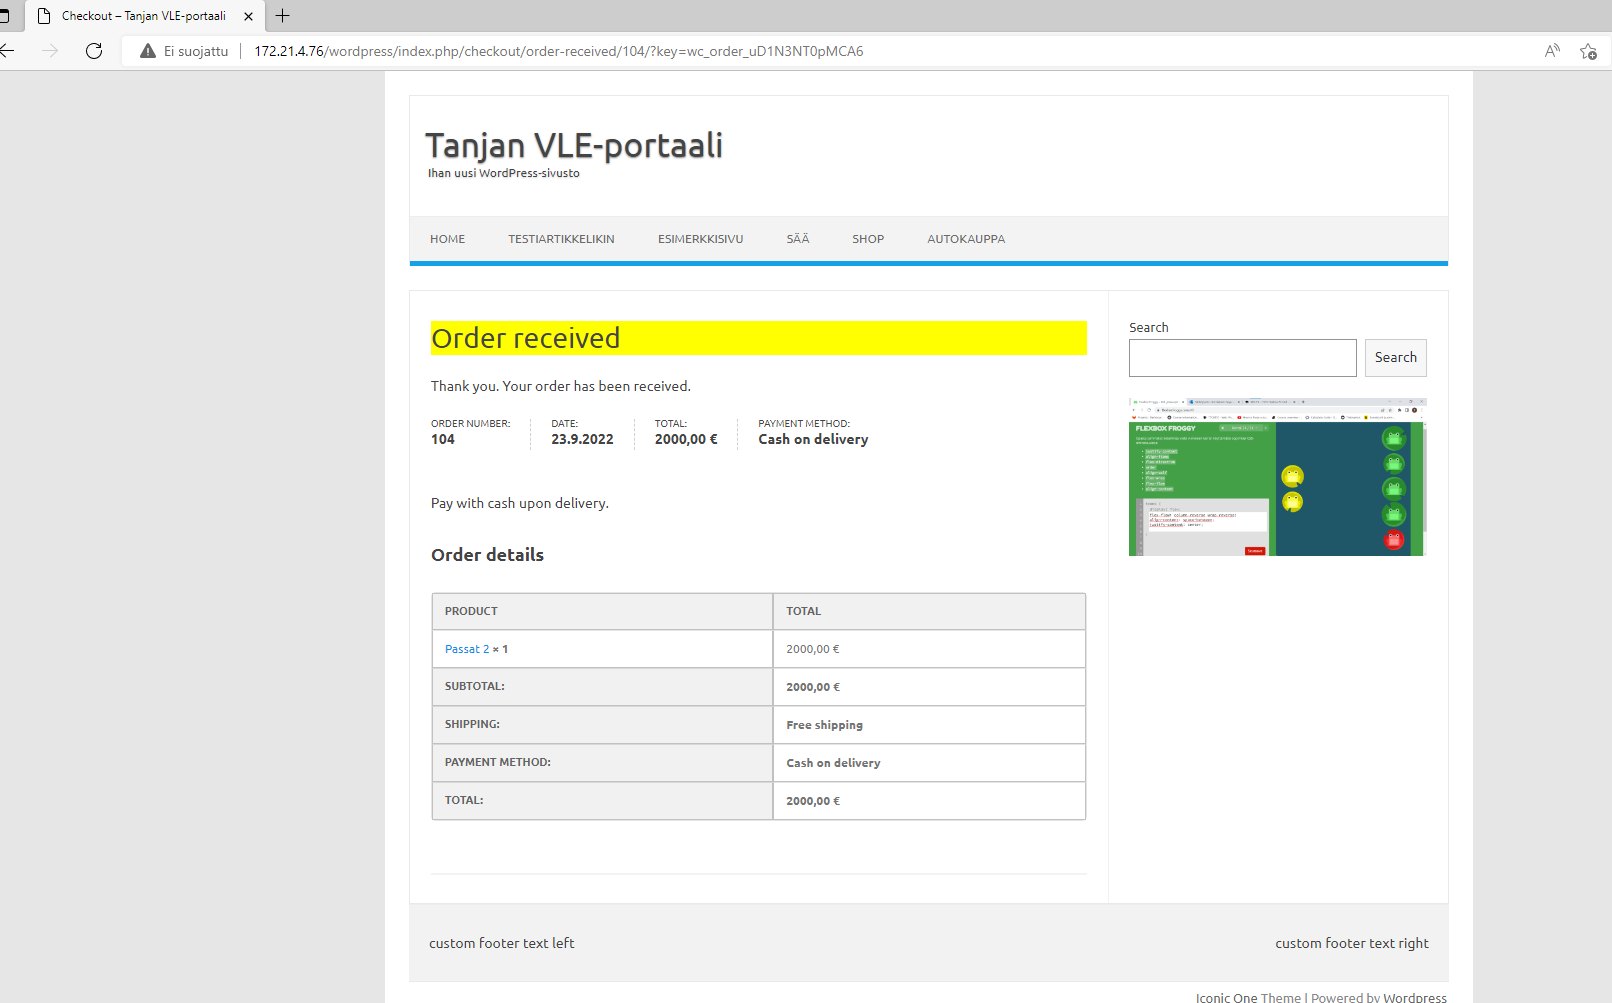 Checkout – Tanjan VLE-portaali
Ei suojattu
172.21.4.76/wordpress/index.php/checkout/order-received/104/?key=wc_order_uD1N3NT0pMCA6
Tanjan VLE-portaali
Ihan uusi WordPress-sivusto
HOME TESTIARTIKKELIKIN ESIMERKKISIVU SÄÄ SHOP AUTOKAUPPA
Order received
Thank you. Your order has been received.
ORDER NUMBER: DATE: TOTAL: PAYMENT METHOD:
104 23.9.2022 2000,00 € Cash on delivery
Pay with cash upon delivery.
Order details
PRODUCT TOTAL
Passat 2 × 1 2000,00 €
SUBTOTAL: 2000,00 €
SHIPPING: Free shipping
PAYMENT METHOD: Cash on delivery
TOTAL: 2000,00 €
Search
Search
FLEXBOX FROGGY
custom footer text left custom footer text right
Iconic One Theme | Powered by Wordpress